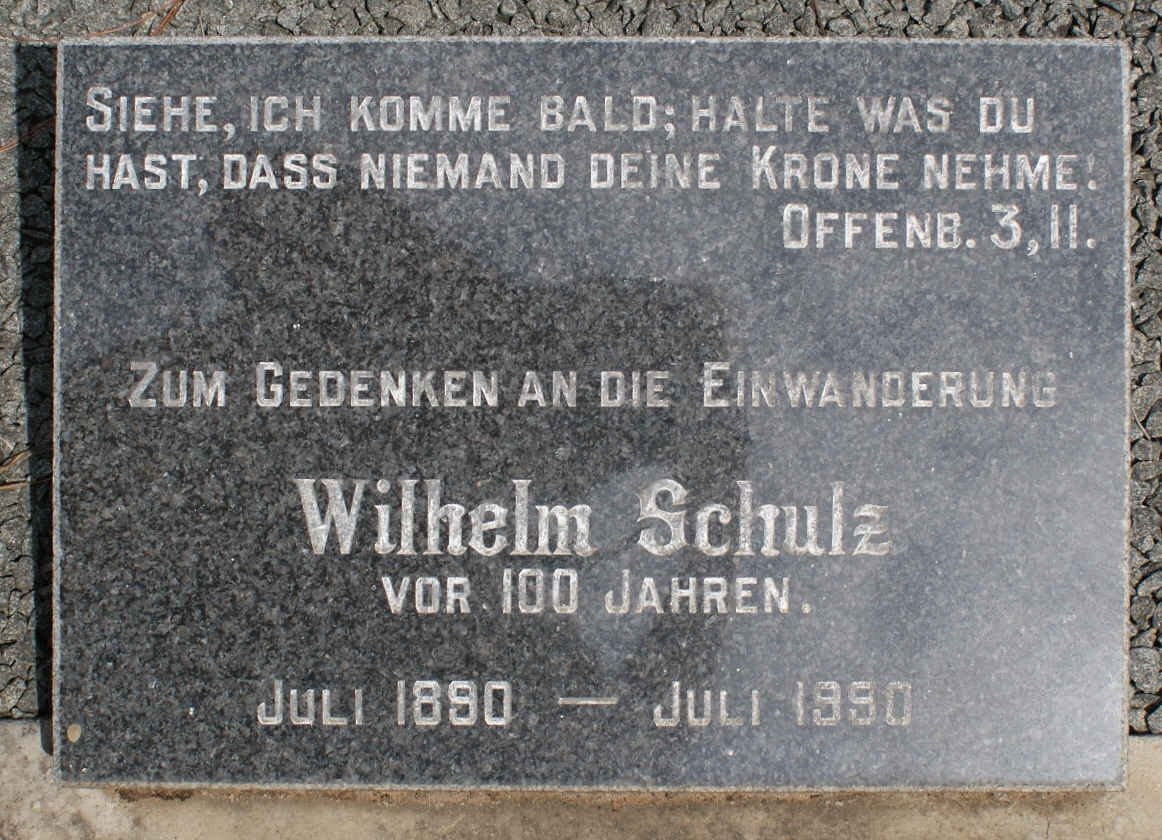 SIEHE, ICH KOMME BALD; HALTE WAS DU
HAST, DASS NIEMAND DEINE KRONE NEHME!
OFFENB. 3,11.
ZUM GEDENKEN AN DIE EINWANDERUNG
Wilhelm Schulz
VOR 100 JAHREN.
JULI 1890 — JULI 1990